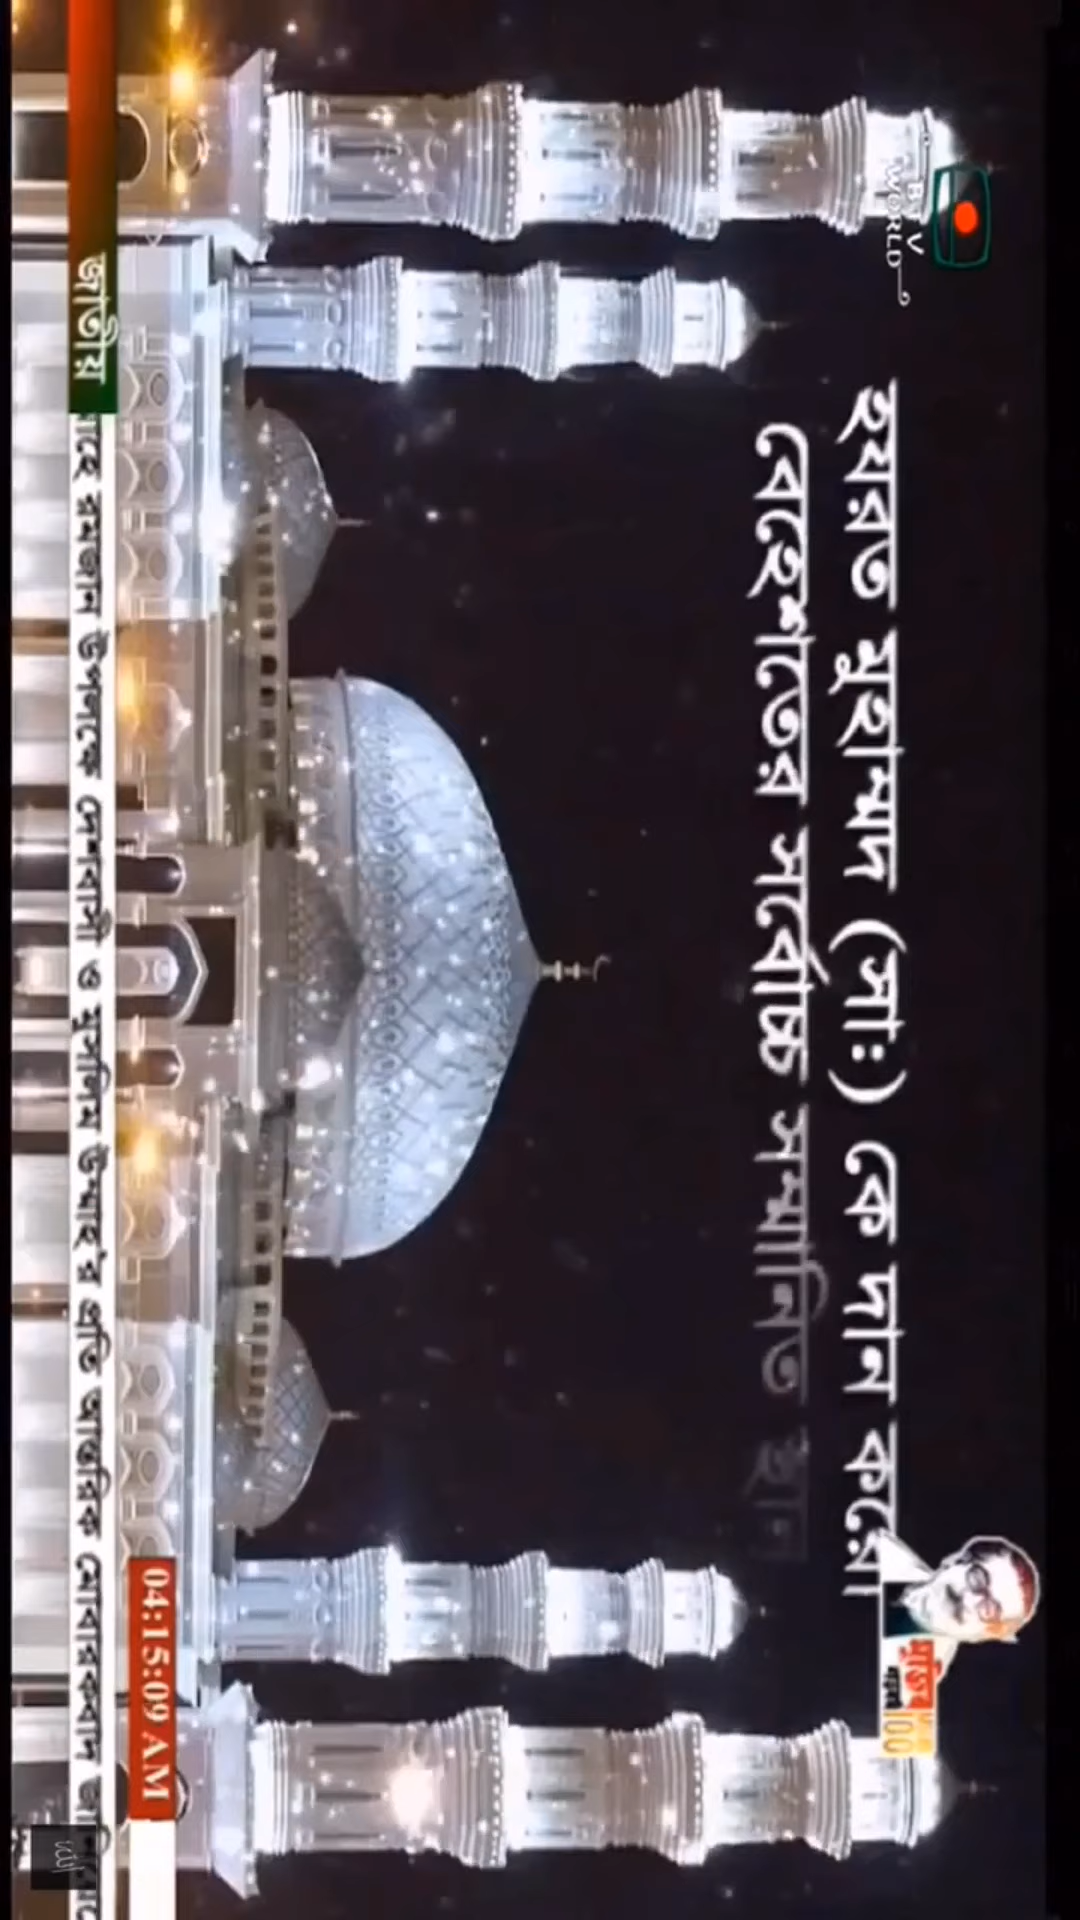 BTV
WORLD
হযরত মুহাম্মদ (সাঃ) কে দান করো
বেহেশতের সর্বোচ্চ সম্মানিত স্থান
মুজিব
শতবর্ষ
100
04:15:09 AM
জাতীয়
মাহে রমজান উপলক্ষে দেশবাসী ও মুসলিম উম্মাহ'র প্রতি আন্তরিক মোবারকবাদ